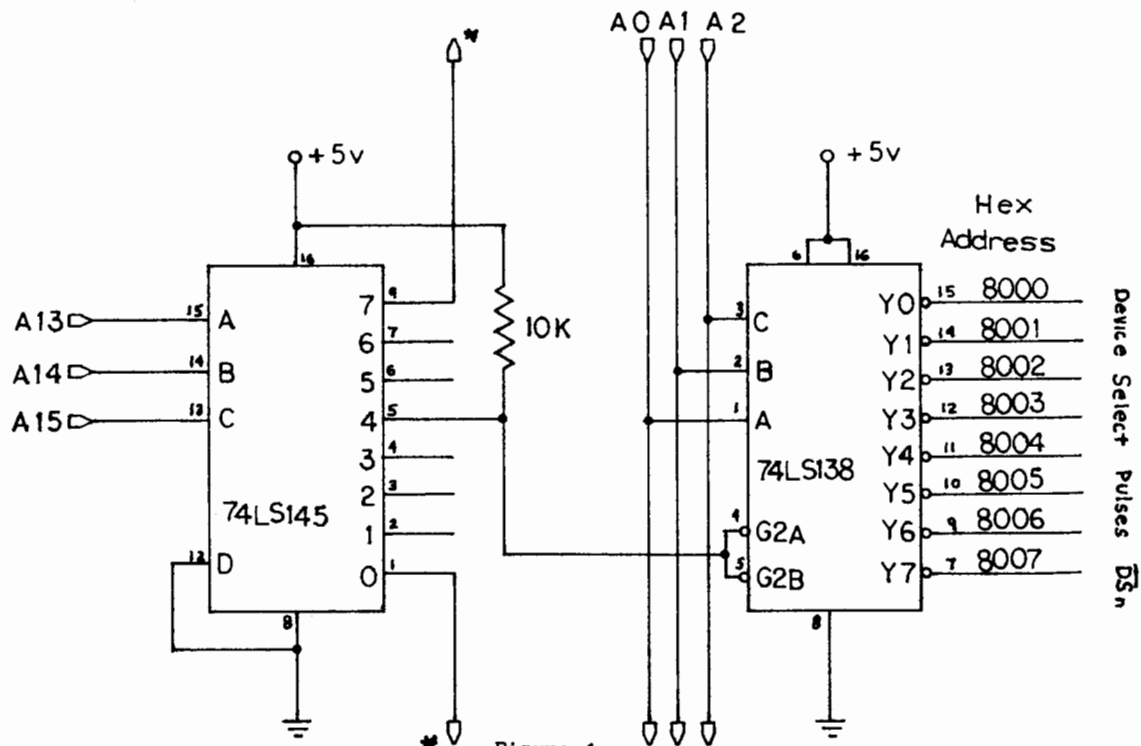 A0 A1 A2
*
+5v
+5v
Hex
Address
16
6 16
A13
15 A
A14
14 B
A15
13 C
7 9
6 7
5 6
4 5
3 4
2 3
1 2
0 1
74LS145
12 D
8
10K
3 C
2 B
1 A
74LS138
4 G2A
5 G2B
8
Y0 15 8000
Y1 14 8001
Y2 13 8002
Y3 12 8003
Y4 11 8004
Y5 10 8005
Y6 9 8006
Y7 7 8007
Device Select Pulses DSn
*